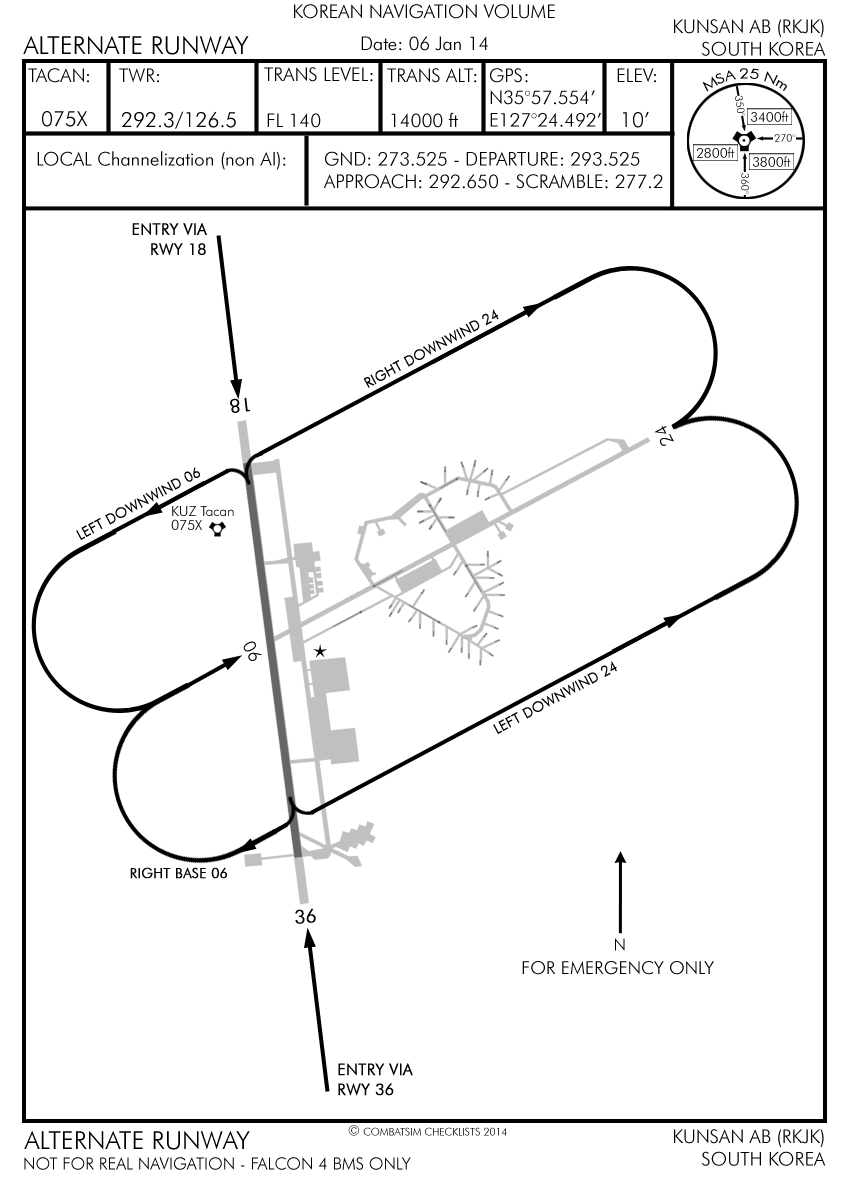 KOREAN NAVIGATION VOLUME
ALTERNATE RUNWAY
Date: 06 Jan 14
KUNSAN AB (RKJK)
SOUTH KOREA
TACAN:
075X
TWR:
292.3/126.5
TRANS LEVEL:
FL 140
TRANS ALT:
14000 ft
GPS:
N35°57.554'
E127°24.492'
ELEV:
10'
MSA 25 Nm
350°
3400ft
270°
2800ft
3800ft
360°
LOCAL Channelization (non AI):
GND: 273.525 - DEPARTURE: 293.525
APPROACH: 292.650 - SCRAMBLE: 277.2
ENTRY VIA
RWY 18
RIGHT DOWNWIND 24
18
24
LEFT DOWNWIND 06
KUZ Tacan
075X
06
LEFT DOWNWIND 24
RIGHT BASE 06
36
N
FOR EMERGENCY ONLY
ENTRY VIA
RWY 36
ALTERNATE RUNWAY
NOT FOR REAL NAVIGATION - FALCON 4 BMS ONLY
© COMBATSIM CHECKLISTS 2014
KUNSAN AB (RKJK)
SOUTH KOREA